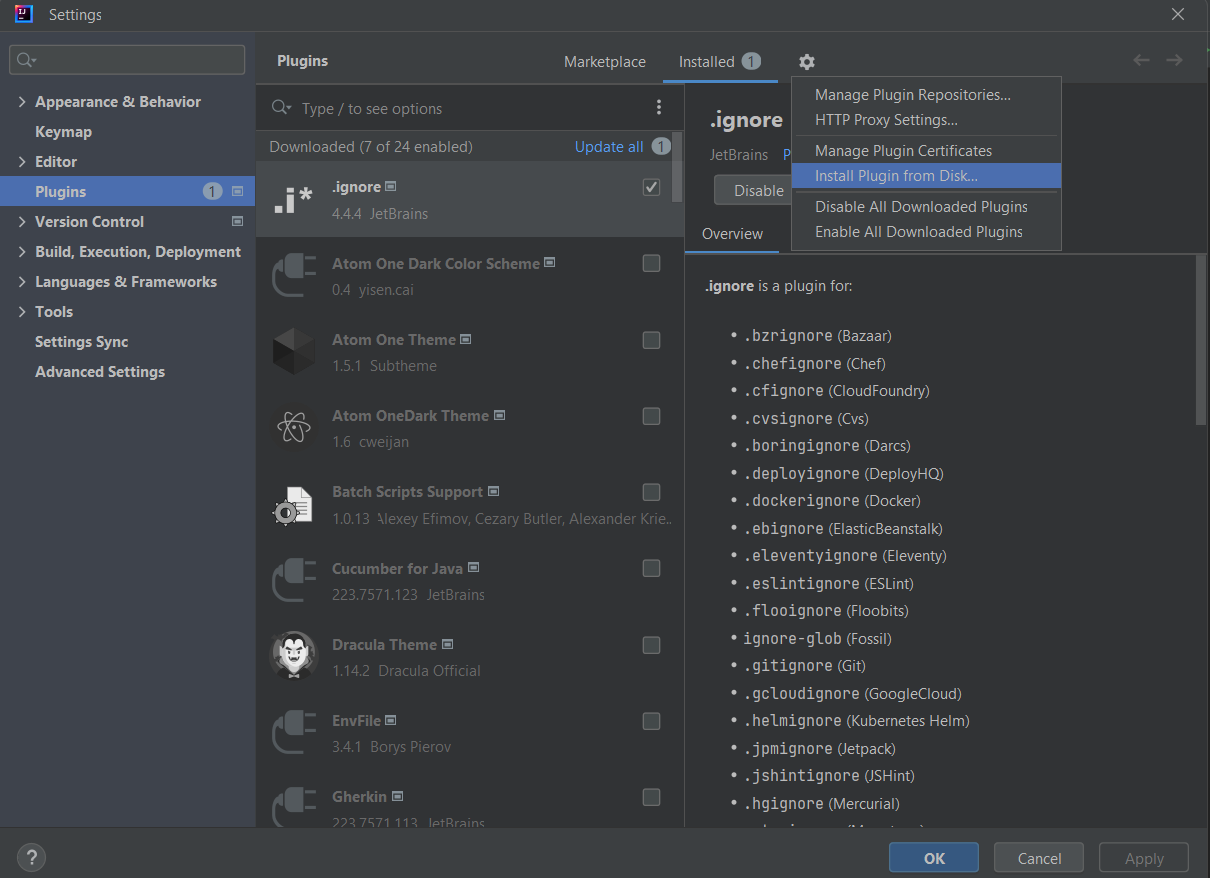 Settings
Appearance & Behavior
Keymap
Editor
Plugins 1
Version Control
Build, Execution, Deployment
Languages & Frameworks
Tools
Settings Sync
Advanced Settings
Plugins
Marketplace
Installed 1
Type / to see options
Downloaded (7 of 24 enabled)
Update all 1
.ignore
4.4.4 JetBrains
Atom One Dark Color Scheme
0.4 yisen.cai
Atom One Theme
1.5.1 Subtheme
Atom OneDark Theme
1.6 cweijan
Batch Scripts Support
1.0.13 Alexey Efimov, Cezary Butler, Alexander Krie..
Cucumber for Java
223.7571.123 JetBrains
Dracula Theme
1.14.2 Dracula Official
EnvFile
3.4.1 Borys Pierov
Gherkin
223.7571.113 JetBrains
.ignore
JetBrains P
Disable
Overview
Manage Plugin Repositories...
HTTP Proxy Settings...
Manage Plugin Certificates
Install Plugin from Disk...
Disable All Downloaded Plugins
Enable All Downloaded Plugins
.ignore is a plugin for:
• .bzrignore (Bazaar)
• .chefignore (Chef)
• .cfignore (CloudFoundry)
• .cvsignore (Cvs)
• .boringignore (Darcs)
• .deployignore (DeployHQ)
• .dockerignore (Docker)
• .ebignore (ElasticBeanstalk)
• .eleventyignore (Eleventy)
• .eslintignore (ESLint)
• .flooignore (Floobits)
• ignore-glob (Fossil)
• .gitignore (Git)
• .gcloudignore (GoogleCloud)
• .helmignore (Kubernetes Helm)
• .jpmignore (Jetpack)
• .jshintignore (JSHint)
• .hgignore (Mercurial)
?
OK
Cancel
Apply